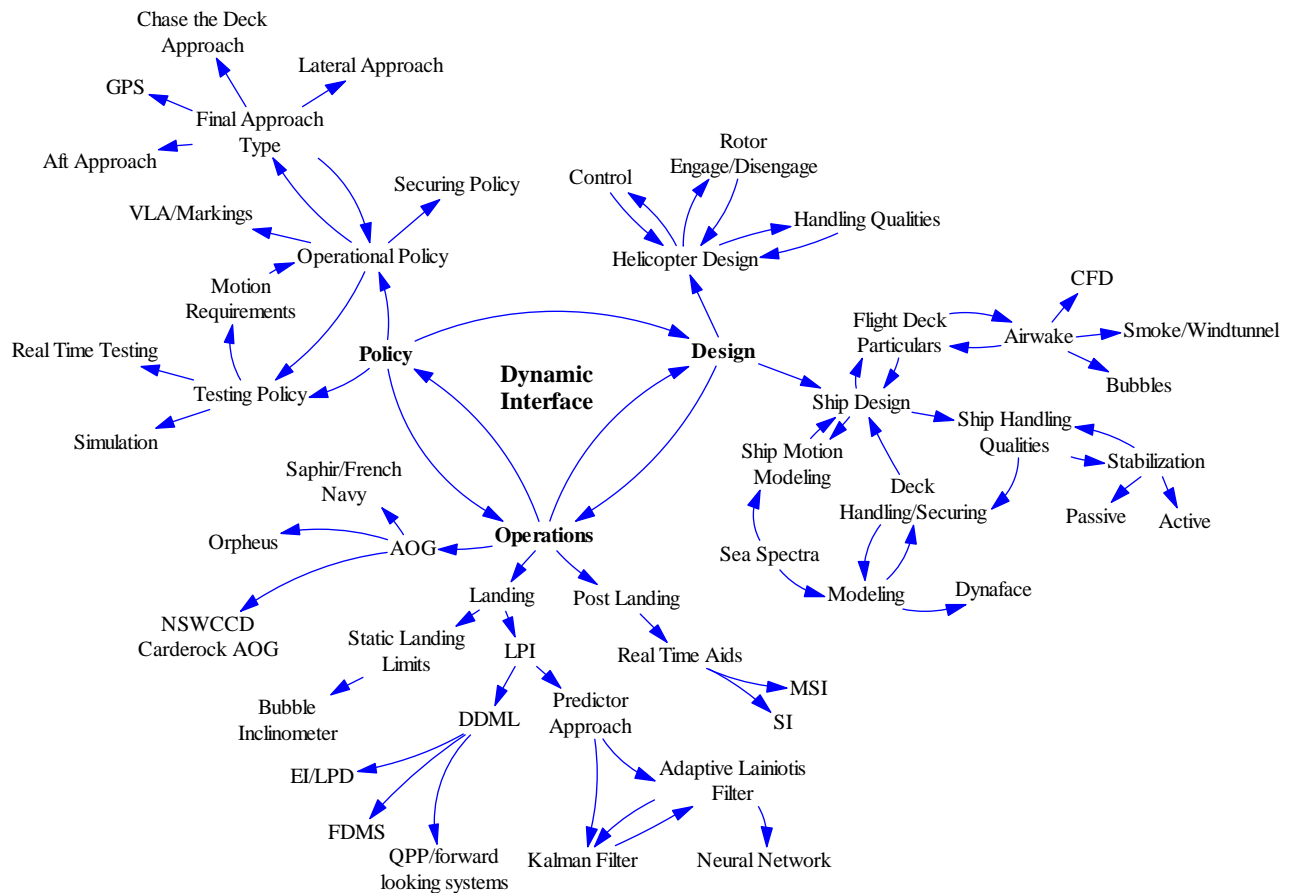 Chase the Deck
Approach
Lateral Approach
GPS
Final Approach
Type
Aft Approach
Securing Policy
VLA/Markings
Operational Policy
Motion
Requirements
Real Time Testing
Testing Policy
Simulation
Policy
Rotor
Engage/Disengage
Control
Handling Qualities
Helicopter Design
Design
CFD
Flight Deck
Particulars
Airwake
Smoke/Windtunnel
Bubbles
Ship Design
Ship Handling
Qualities
Ship Motion
Modeling
Stabilization
Deck
Handling/Securing
Passive
Active
Sea Spectra
Modeling
Dynaface
Dynamic
Interface
Saphir/French
Navy
Orpheus
AOG
Operations
NSWCCD
Carderock AOG
Landing
Post Landing
Static Landing
Limits
LPI
Real Time Aids
MSI
SI
Bubble
Inclinometer
DDML
Predictor
Approach
EI/LPD
FDMS
QPP/forward
looking systems
Adaptive Lainiotis
Filter
Kalman Filter
Neural Network